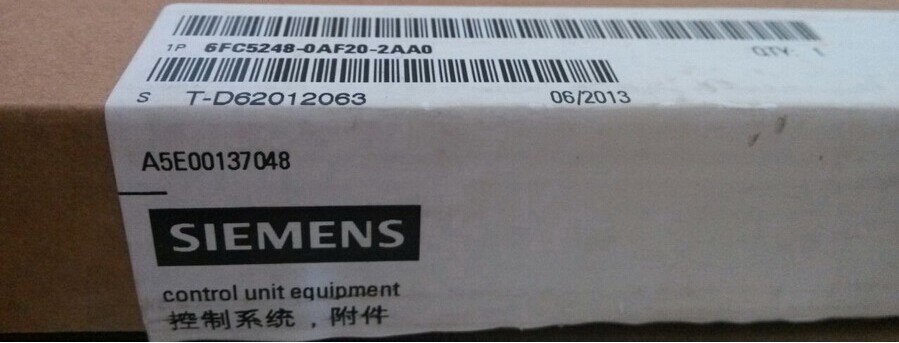 1P 6FC5248-0AF20-2AA0 QTY: 1
S T-D62012063 06/2013
A5E00137048
SIEMENS
control unit equipment
控制系统，附件